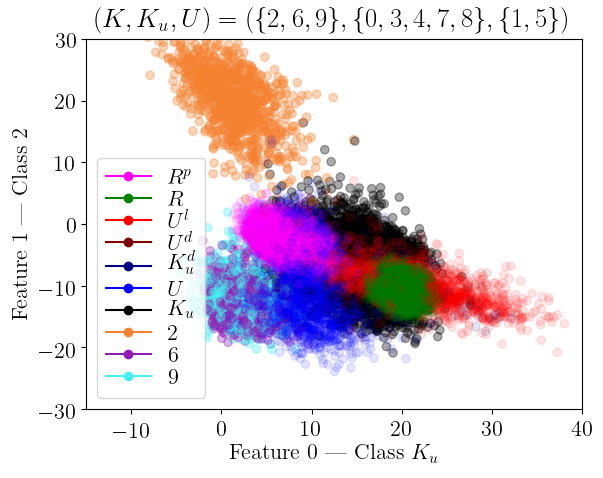 (K, K_u, U) = ({2, 6, 9}, {0, 3, 4, 7, 8}, {1, 5})
30
20
10
0
−10
−20
−30
Feature 1 — Class 2
R^p
R
U^l
U^d
K_u^d
U
K_u
2
6
9
−10
0
10
20
30
40
Feature 0 — Class K_u